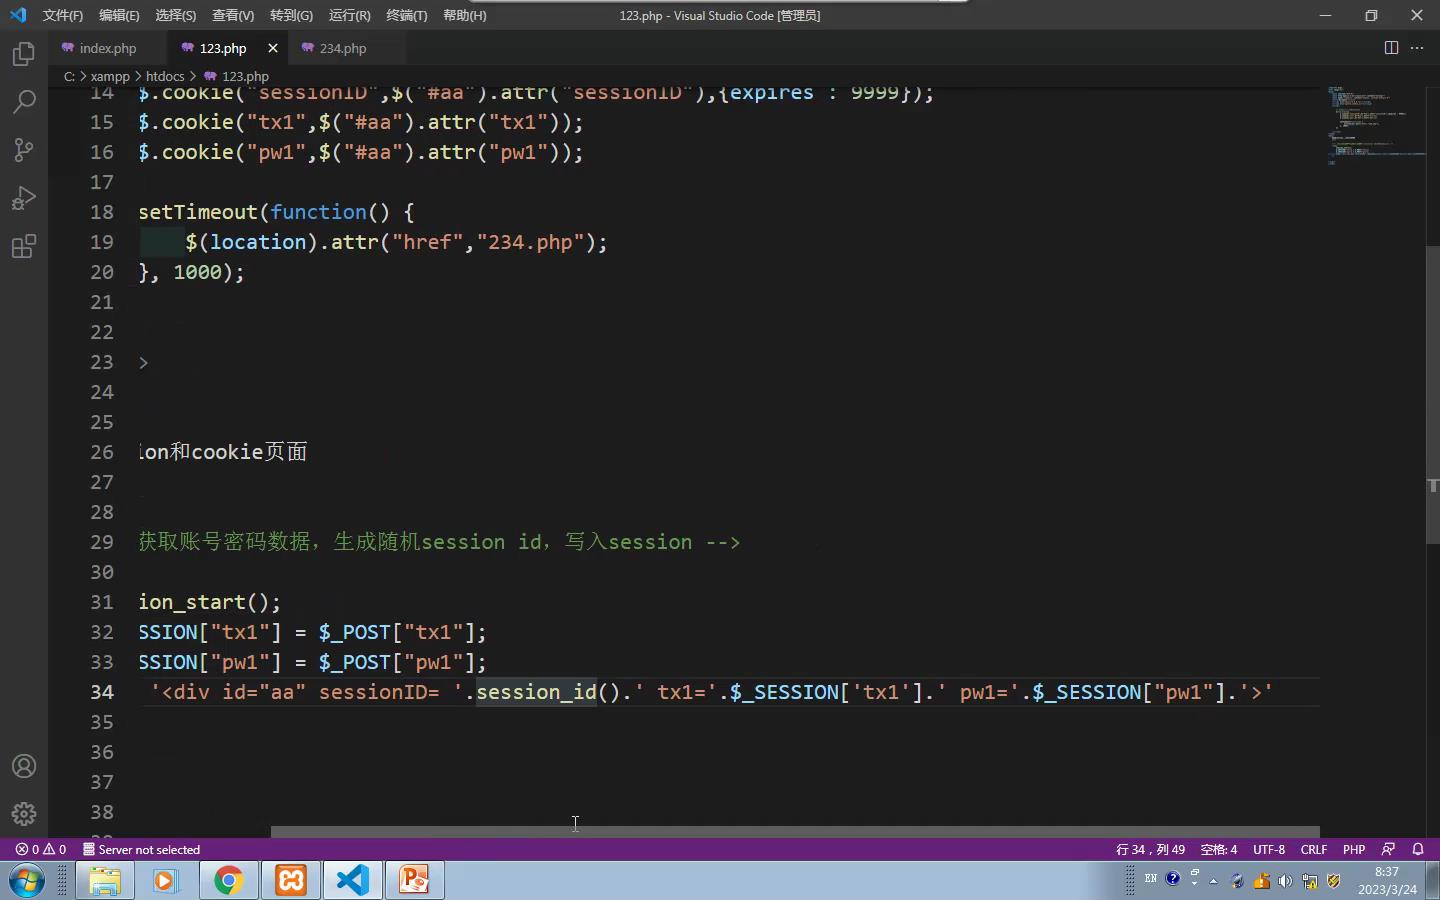 文件(F) 编辑(E) 选择(S) 查看(V) 转到(G) 运行(R) 终端(T) 帮助(H) 123.php - Visual Studio Code [管理员]
index.php 123.php 234.php
C: > xampp > htdocs > 123.php
14 $.cookie("sessionID",$("#aa").attr("sessionID"),{expires : 9999});
15 $.cookie("tx1",$("#aa").attr("tx1"));
16 $.cookie("pw1",$("#aa").attr("pw1"));
17
18 setTimeout(function() {
19 $(location).attr("href","234.php");
20 }, 1000);
21
22
23 >
24
25
26 ion和cookie页面
27
28
29 获取账号密码数据，生成随机session id，写入session -->
30
31 ion_start();
32 SSION["tx1"] = $_POST["tx1"];
33 SSION["pw1"] = $_POST["pw1"];
34 '<div id="aa" sessionID= '.session_id().' tx1='.$_SESSION['tx1'].' pw1='.$_SESSION["pw1"].'>'
35
36
37
38
0 0 Server not selected 行 34，列 49 空格: 4 UTF-8 CRLF PHP
EN 8:37
2023/3/24